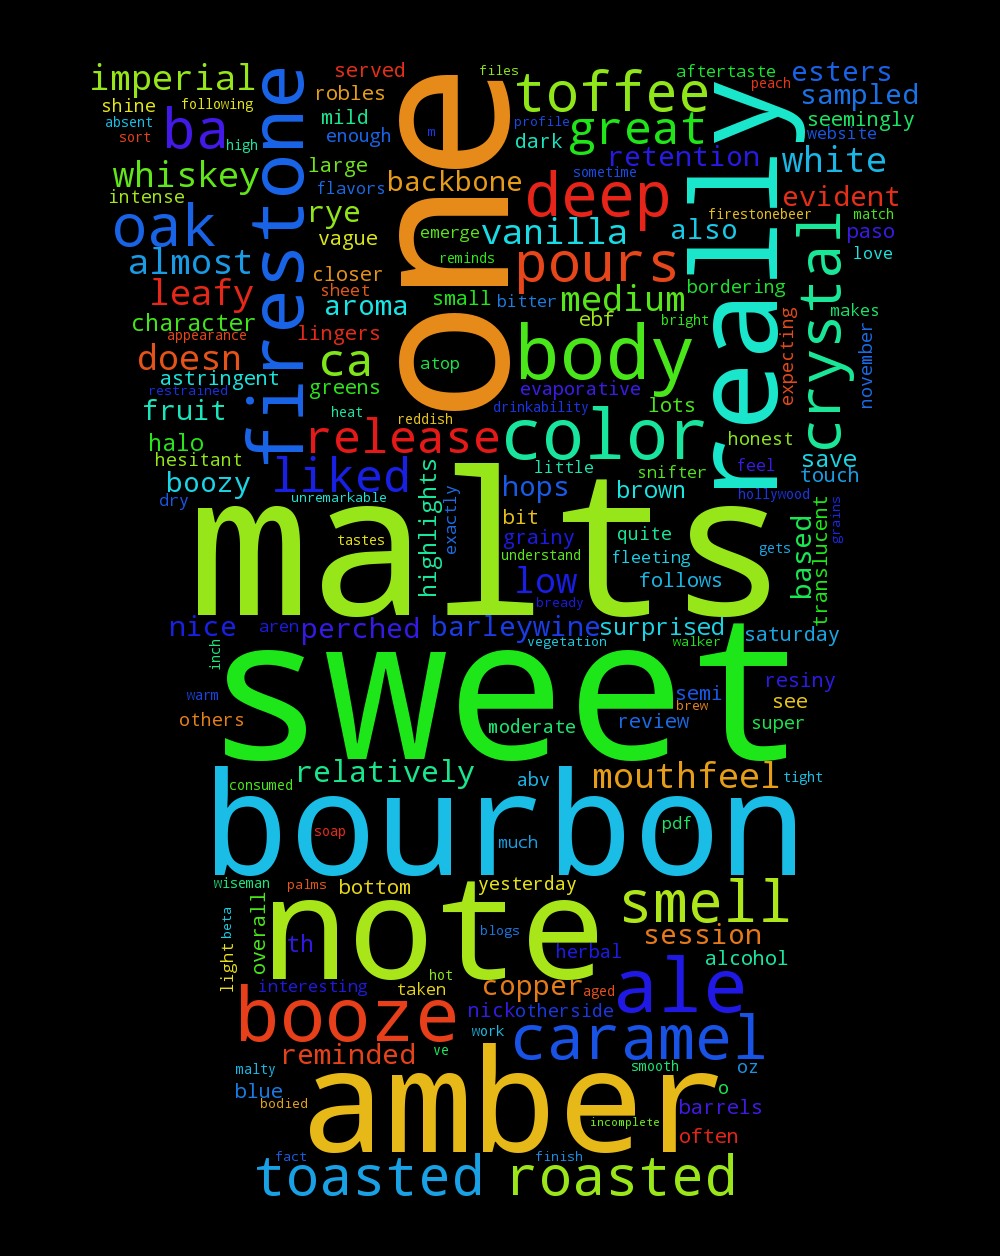 imperial
served
files
toffee
aftertaste
peach
esters
shine
following
robles
sampled
absent
sort
ba
high
mild
enough
firestone
one
m
profile
dark
great
really
seemingly
website
whiskey
large
flavors
backbone
sometime
retention
white
intense
deep
evident
oak
rye
vague
emerge
vanilla
also
firestonebeer
match
paso
almost
closer
reminds
pours
love
leafy
sheet
aroma
small
bitter
medium
bordering
crystal
character
appearance
lingers
ebf
bright
expecting
makes
november
doesn
ca
atop
body
astringent
restrained
greens
evaporative
fruit
heat
reddish
drinkability
lots
halo
release
color
honest
hesitant
liked
little
snifter
feel
save
touch
boozy
unremarkable
highlights
exactly
hops
brown
hollywood
dry
malts
tastes
bit
grainy
understand
quite
fleeting
gets
based
translucent
grains
low
follows
bready
nice
aren
perched
barleywine
surprised
saturday
inch
vegetation
walker
sweet
warm
semi
resiny
others
moderate
brew
review
see
super
relatively
consumed
abv
mouthfeel
tight
bourbon
soap
much
pdf
wiseman
palms
bottom
yesterday
smell
beta
light
overall
th
note
blogs
session
herbal
alcohol
hot
interesting
taken
copper
aged
ale
booze
nick
otherside
work
caramel
reminded
ve
malty
smooth
oz
blue
bodied
amber
o
barrels
incomplete
often
fact
finish
toasted
roasted